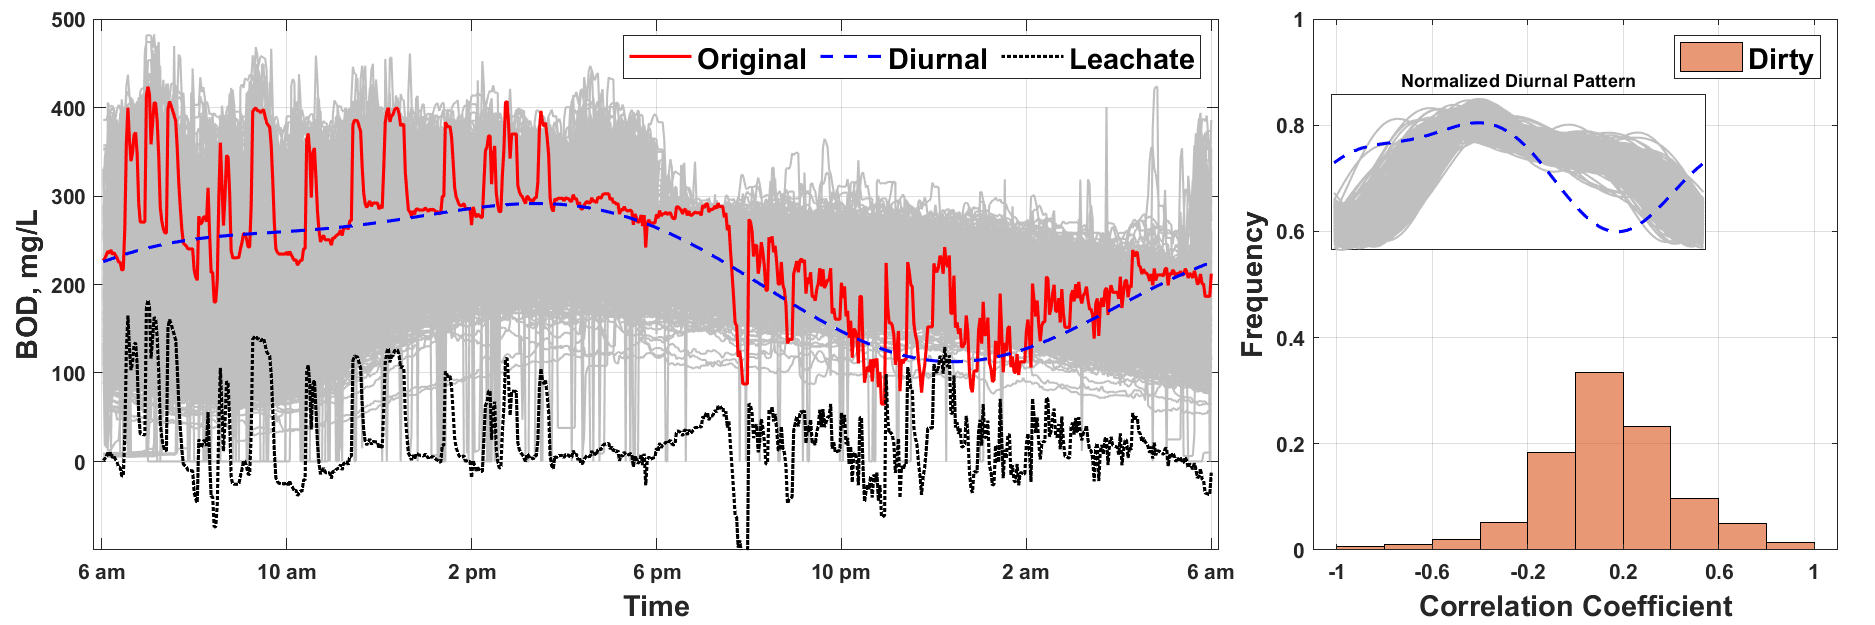 500
400
300
200
100
0
BOD, mg/L
Original
Diurnal
Leachate
6 am
10 am
2 pm
6 pm
10 pm
2 am
6 am
Time
1
0.8
0.6
0.4
0.2
0
Frequency
Dirty
Normalized Diurnal Pattern
-1
-0.6
-0.2
0.2
0.6
1
Correlation Coefficient